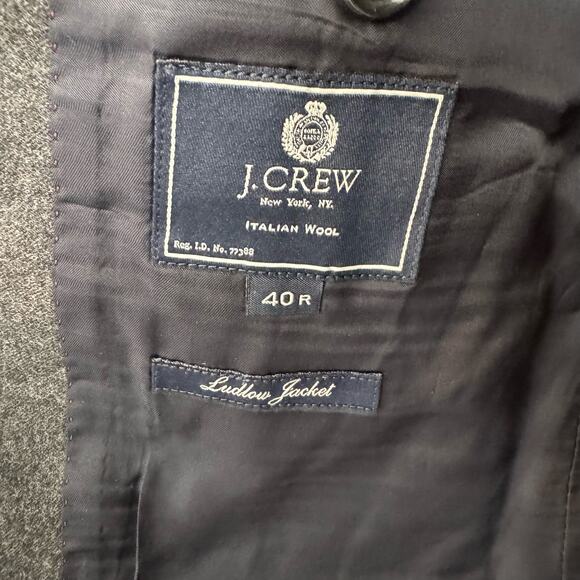 J.CREW
New York, NY.
ITALIAN WOOL
Reg. I.D. No. 77388
40 R
Ludlow Jacket